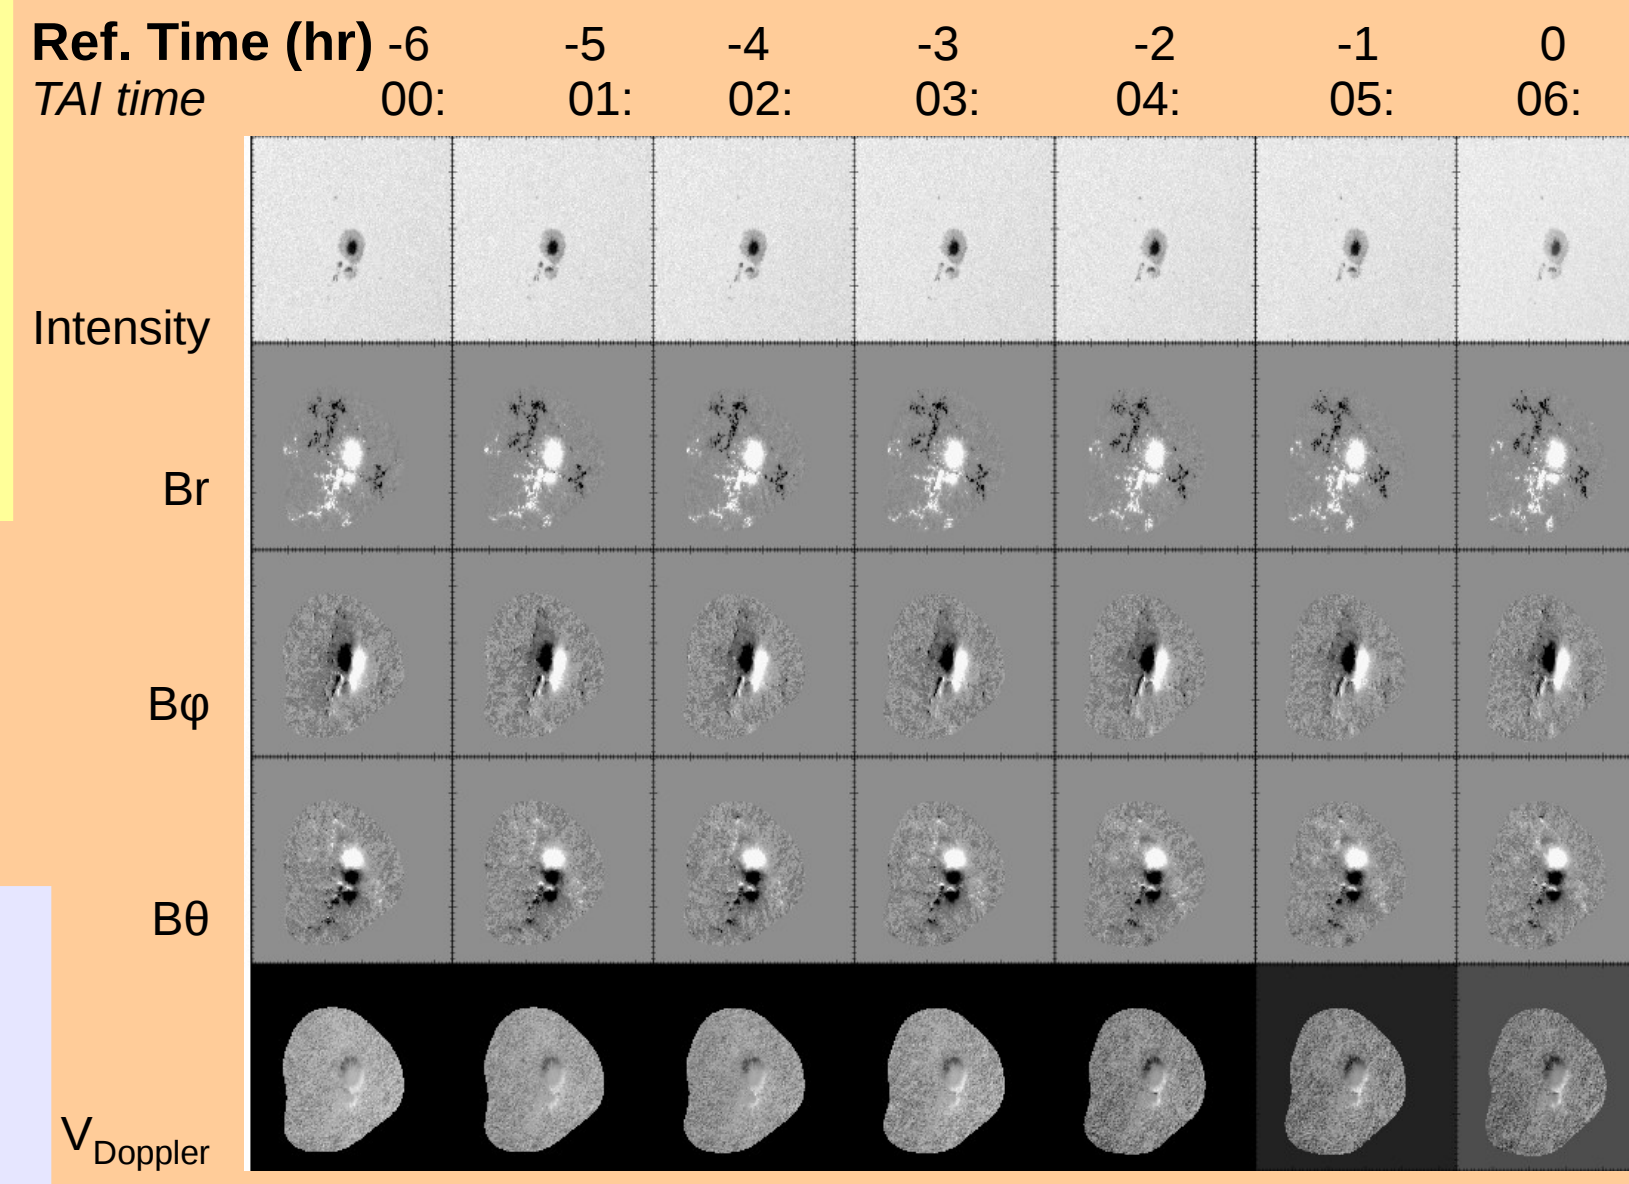 Ref. Time (hr) -6 -5 -4 -3 -2 -1 0
TAI time 00: 01: 02: 03: 04: 05: 06:
Intensity
Br
Bφ
Bθ
VDoppler